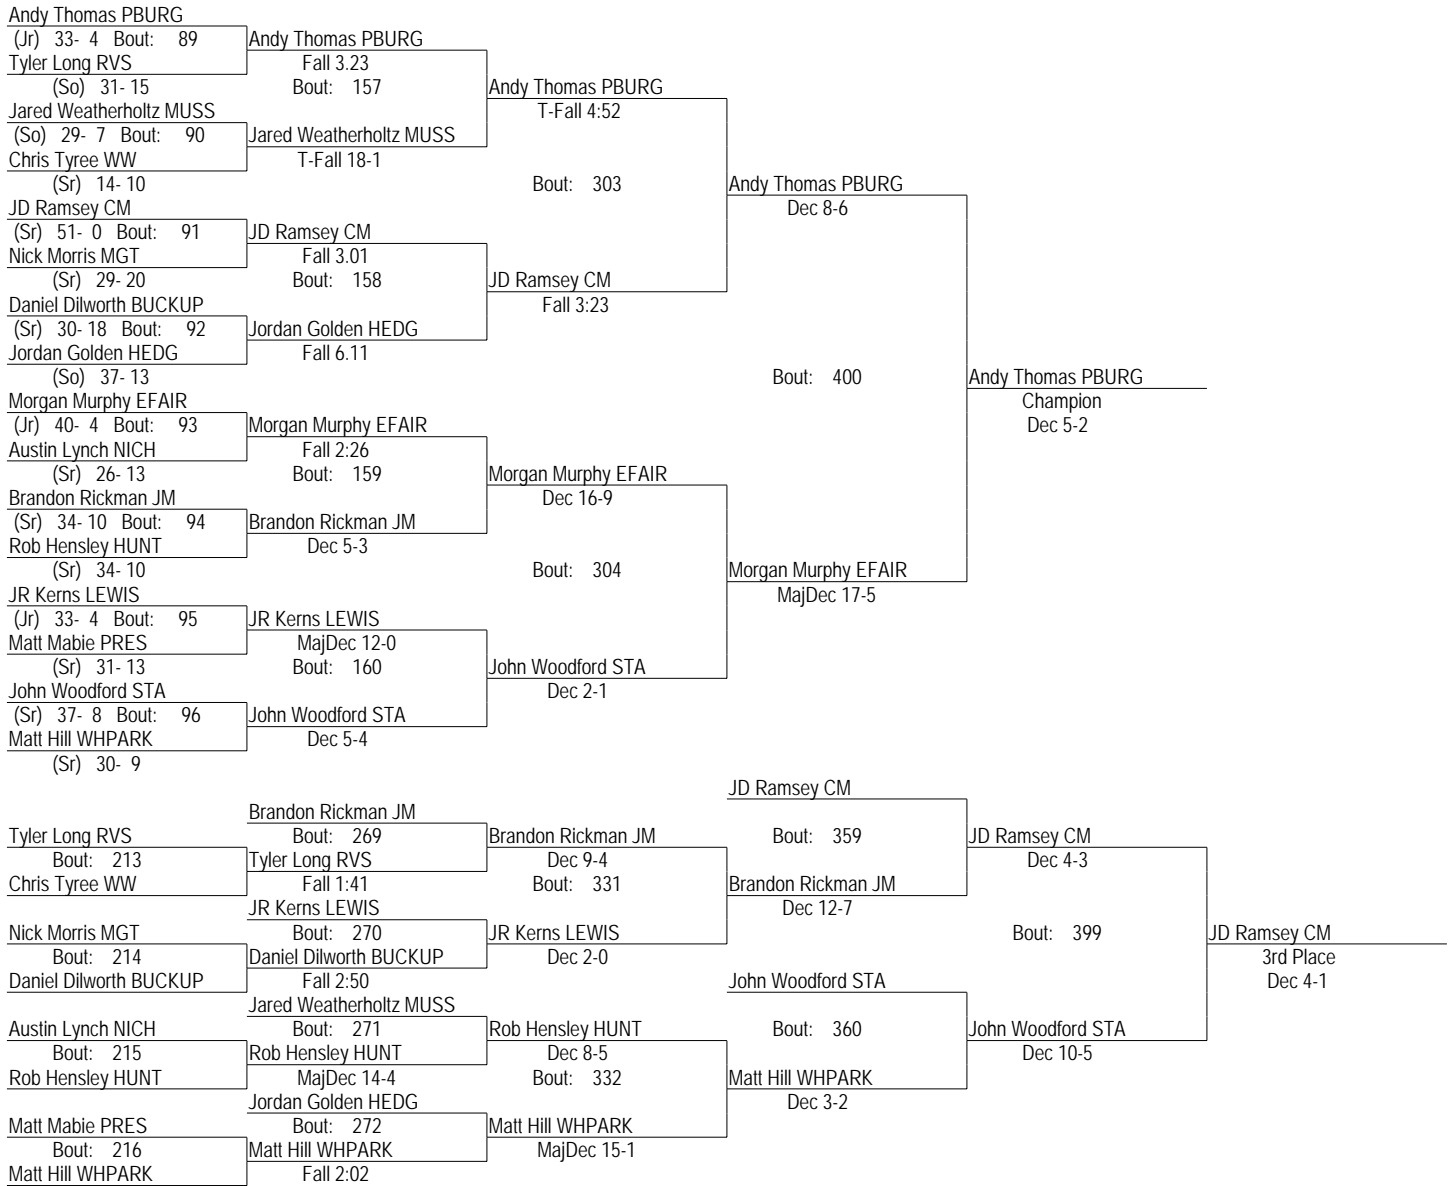 Andy Thomas PBURG
(Jr) 33- 4 Bout: 89
Andy Thomas PBURG
Tyler Long RVS
Fall 3.23
(So) 31- 15
Bout: 157
Andy Thomas PBURG
Jared Weatherholtz MUSS
T-Fall 4:52
(So) 29- 7 Bout: 90
Jared Weatherholtz MUSS
Chris Tyree WW
T-Fall 18-1
(Sr) 14- 10
Bout: 303
Andy Thomas PBURG
JD Ramsey CM
Dec 8-6
(Sr) 51- 0 Bout: 91
JD Ramsey CM
Nick Morris MGT
Fall 3.01
(Sr) 29- 20
Bout: 158
JD Ramsey CM
Daniel Dilworth BUCKUP
Fall 3:23
(Sr) 30- 18 Bout: 92
Jordan Golden HEDG
Jordan Golden HEDG
Fall 6.11
(So) 37- 13
Bout: 400
Andy Thomas PBURG
Morgan Murphy EFAIR
Champion
(Jr) 40- 4 Bout: 93
Morgan Murphy EFAIR
Dec 5-2
Austin Lynch NICH
Fall 2:26
(Sr) 26- 13
Bout: 159
Morgan Murphy EFAIR
Brandon Rickman JM
Dec 16-9
(Sr) 34- 10 Bout: 94
Brandon Rickman JM
Rob Hensley HUNT
Dec 5-3
(Sr) 34- 10
Bout: 304
Morgan Murphy EFAIR
JR Kerns LEWIS
MajDec 17-5
(Jr) 33- 4 Bout: 95
JR Kerns LEWIS
Matt Mabie PRES
MajDec 12-0
(Sr) 31- 13
Bout: 160
John Woodford STA
John Woodford STA
Dec 2-1
(Sr) 37- 8 Bout: 96
John Woodford STA
Matt Hill WHPARK
Dec 5-4
(Sr) 30- 9
JD Ramsey CM
Brandon Rickman JM
Tyler Long RVS
Bout: 269
Brandon Rickman JM
Bout: 359
JD Ramsey CM
Bout: 213
Tyler Long RVS
Dec 9-4
Dec 4-3
Chris Tyree WW
Fall 1:41
Bout: 331
Brandon Rickman JM
JR Kerns LEWIS
Dec 12-7
Nick Morris MGT
Bout: 270
JR Kerns LEWIS
Bout: 399
JD Ramsey CM
Bout: 214
Daniel Dilworth BUCKUP
Dec 2-0
3rd Place
Daniel Dilworth BUCKUP
Fall 2:50
John Woodford STA
Dec 4-1
Jared Weatherholtz MUSS
Austin Lynch NICH
Bout: 271
Rob Hensley HUNT
Bout: 360
John Woodford STA
Bout: 215
Rob Hensley HUNT
Dec 8-5
Dec 10-5
Rob Hensley HUNT
MajDec 14-4
Bout: 332
Matt Hill WHPARK
Jordan Golden HEDG
Dec 3-2
Matt Mabie PRES
Bout: 272
Matt Hill WHPARK
Bout: 216
Matt Hill WHPARK
MajDec 15-1
Matt Hill WHPARK
Fall 2:02